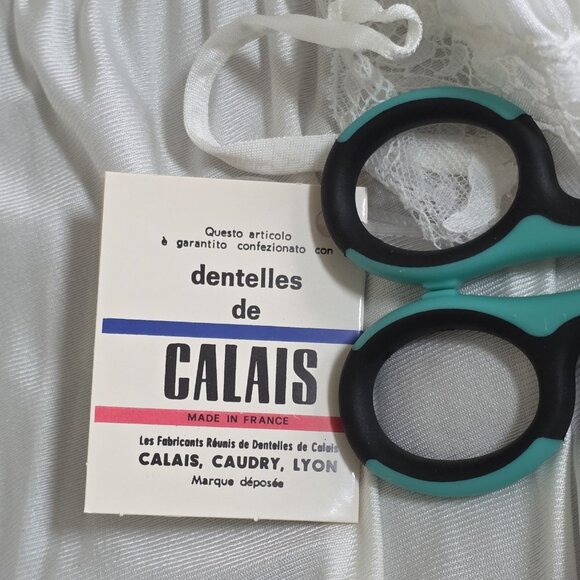 Questo articolo
è garantito confezionato con
dentelles
de
CALAIS
MADE IN FRANCE
Les Fabricants Réunis de Dentelles de Calais
CALAIS, CAUDRY, LYON
Marque déposée